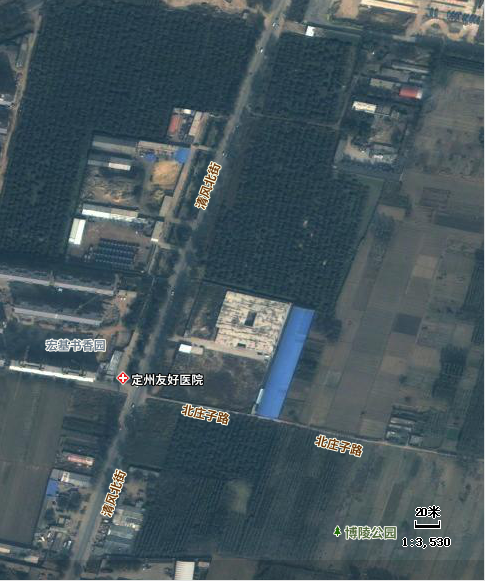 清风北街
宏基书香园
定州友好医院
北庄子路
北庄子路
清风北街
20米
博陵公园
1:3,530